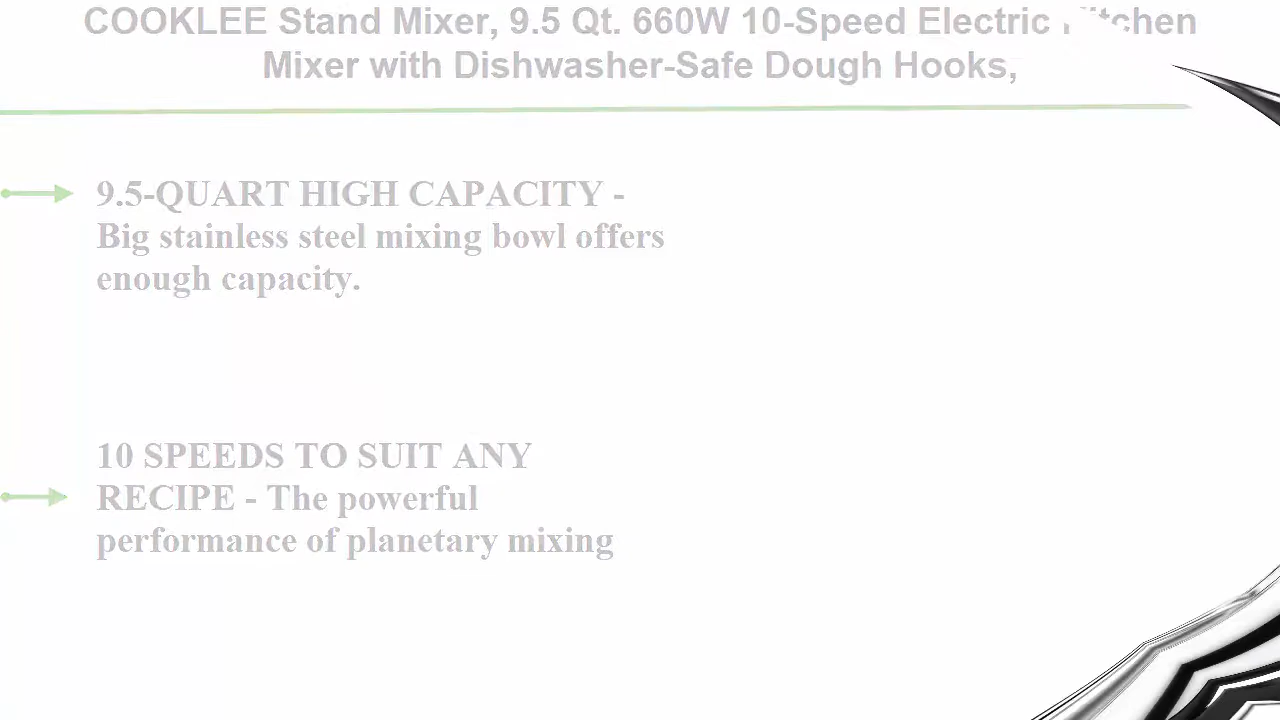 COOKLEE Stand Mixer, 9.5 Qt. 660W 10-Speed Electric Kitchen
Mixer with Dishwasher-Safe Dough Hooks,
9.5-QUART HIGH CAPACITY -
Big stainless steel mixing bowl offers
enough capacity.
10 SPEEDS TO SUIT ANY
RECIPE - The powerful
performance of planetary mixing